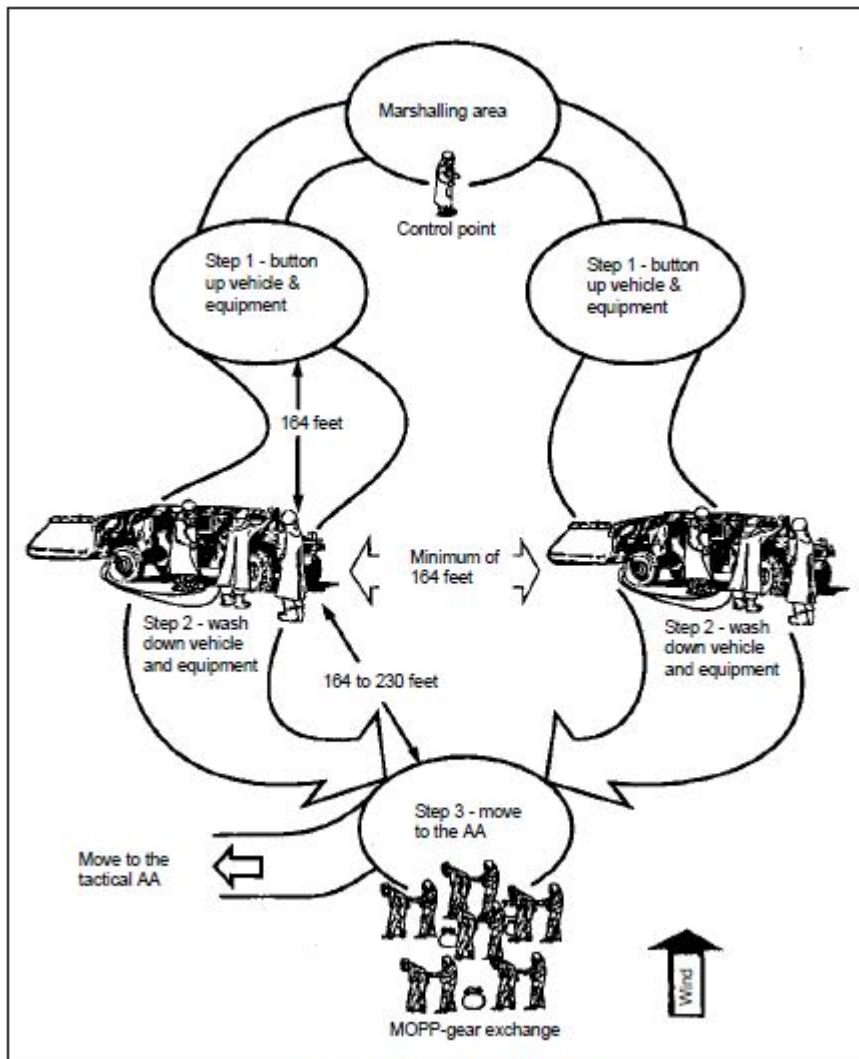 Marshalling area
Control point
Step 1 - button
up vehicle &
equipment
Step 1 - button
up vehicle &
equipment
164 feet
Minimum of
164 feet
Step 2 - wash
down vehicle
and equipment
Step 2 - wash
down vehicle
and equipment
164 to 230 feet
Step 3 - move
to the AA
Move to the
tactical AA
Wind
MOPP-gear exchange